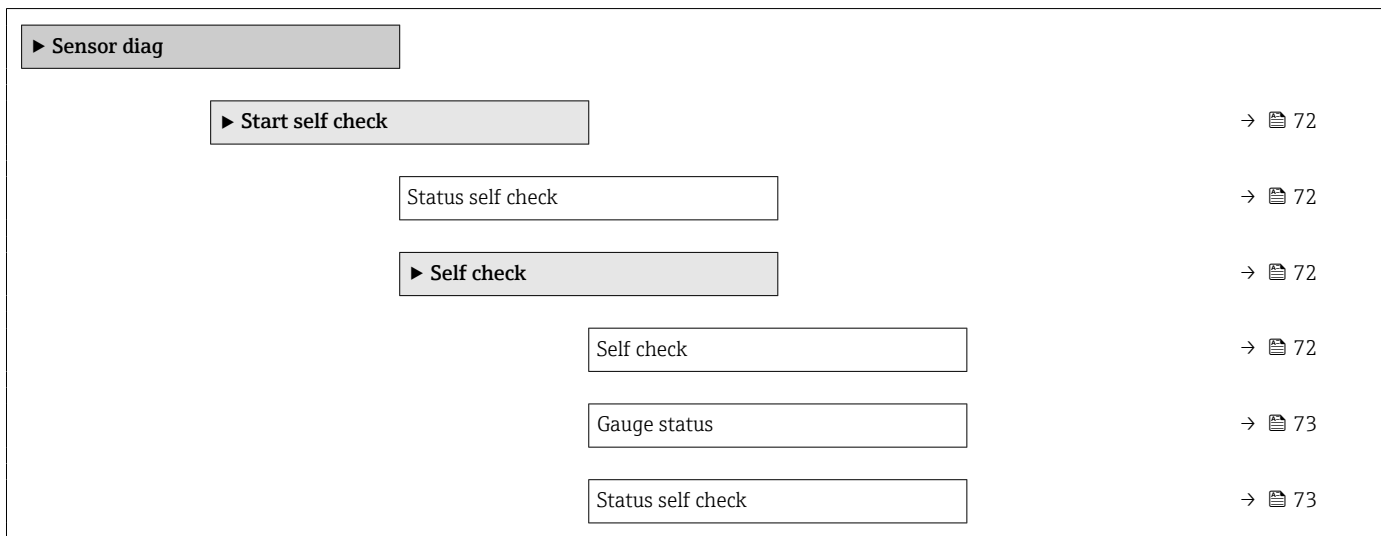 ▶ Sensor diag
▶ Start self check → 72
Status self check → 72
▶ Self check → 72
Self check → 72
Gauge status → 73
Status self check → 73